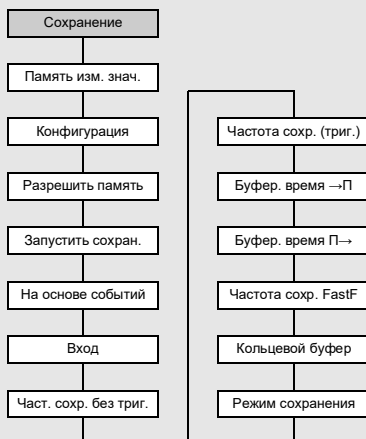 Сохранение
Память изм. знач.
Конфигурация
Разрешить память
Запустить сохран.
На основе событий
Вход
Част. сохр. без триг.
Частота сохр. (триг.)
Буфер. время →П
Буфер. время П→
Частота сохр. FastF
Кольцевой буфер
Режим сохранения